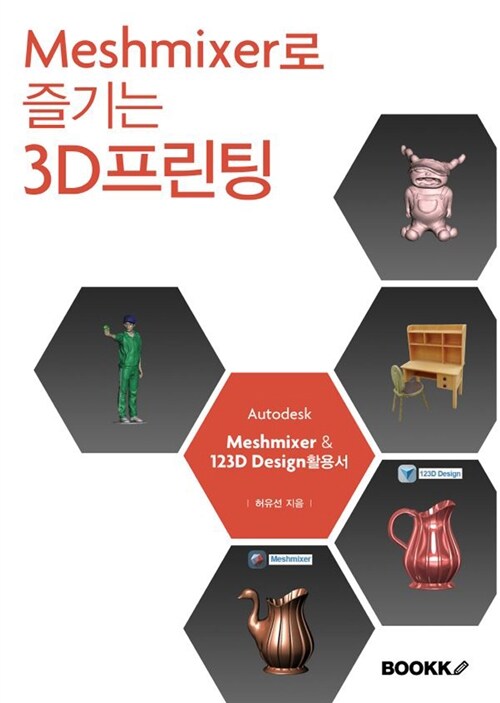 Meshmixer로
즐기는
3D프린팅
Autodesk
Meshmixer &
123D Design활용서
| 허유선 지음 |
123D Design
Meshmixer
BOOKK